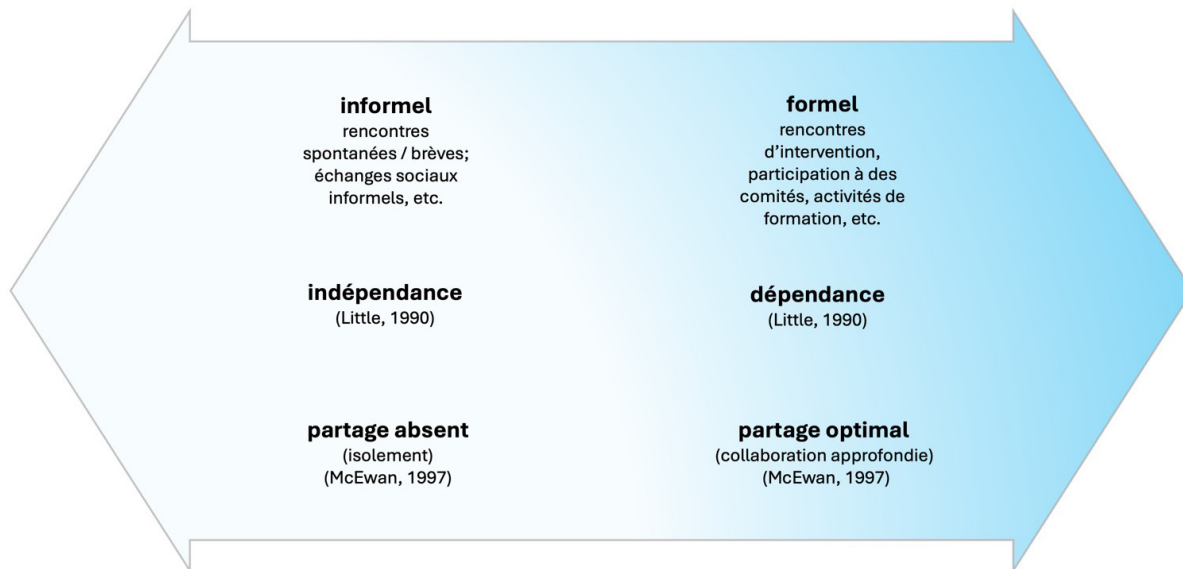 informel
rencontres
spontanées / brèves;
échanges sociaux
informels, etc.
formel
rencontres
d'intervention,
participation à des
comités, activités de
formation, etc.
indépendance
(Little, 1990)
dépendance
(Little, 1990)
partage absent
(isolement)
(McEwan, 1997)
partage optimal
(collaboration approfondie)
(McEwan, 1997)